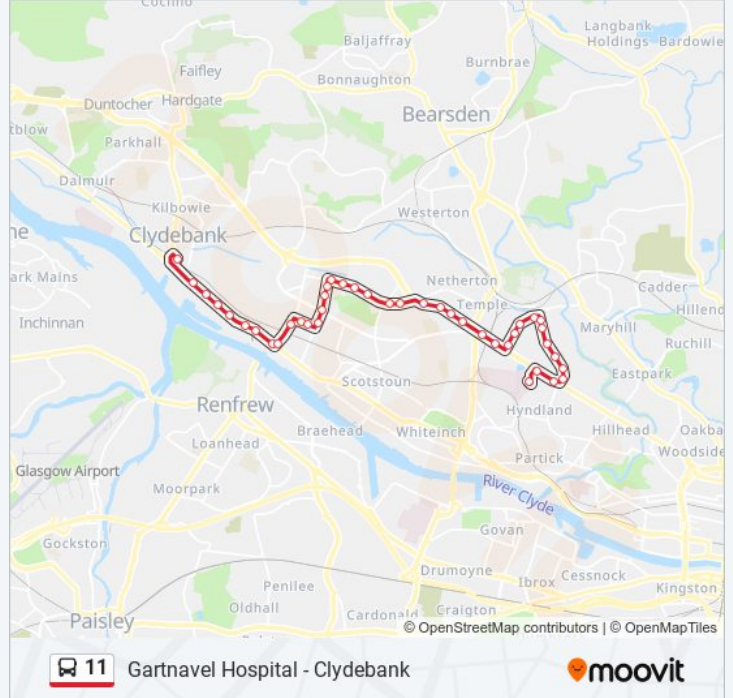 Cochno
Langbank
Holdings
Bardowie
Baljaffray
Burnbrae
Faifley
Bonnaughton
Duntocher
Hardgate
Bearsden
tblow
Parkhall
Dalmuir
Kilbowie
Westerton
ne
Clydebank
ark Mains
Netherton
Cadder
Temple
Hillend
Inchinnan
Maryhill
Ruchill
Scotstoun
Eastpark
Renfrew
Hyndland
Braehead
Whiteinch
Hillhead
Oakba
Loanhead
Woodside
Partick
Glasgow Airport
River Clyde
Moorpark
Govan
Gockston
Drumoyne
Cessnock
Ibrox
Penilee
Kingston
Oldhall
Cardonald
Craigton
Paisley
© OpenStreetMap contributors | © OpenMapTiles
11
Gartnavel Hospital - Clydebank
moovit